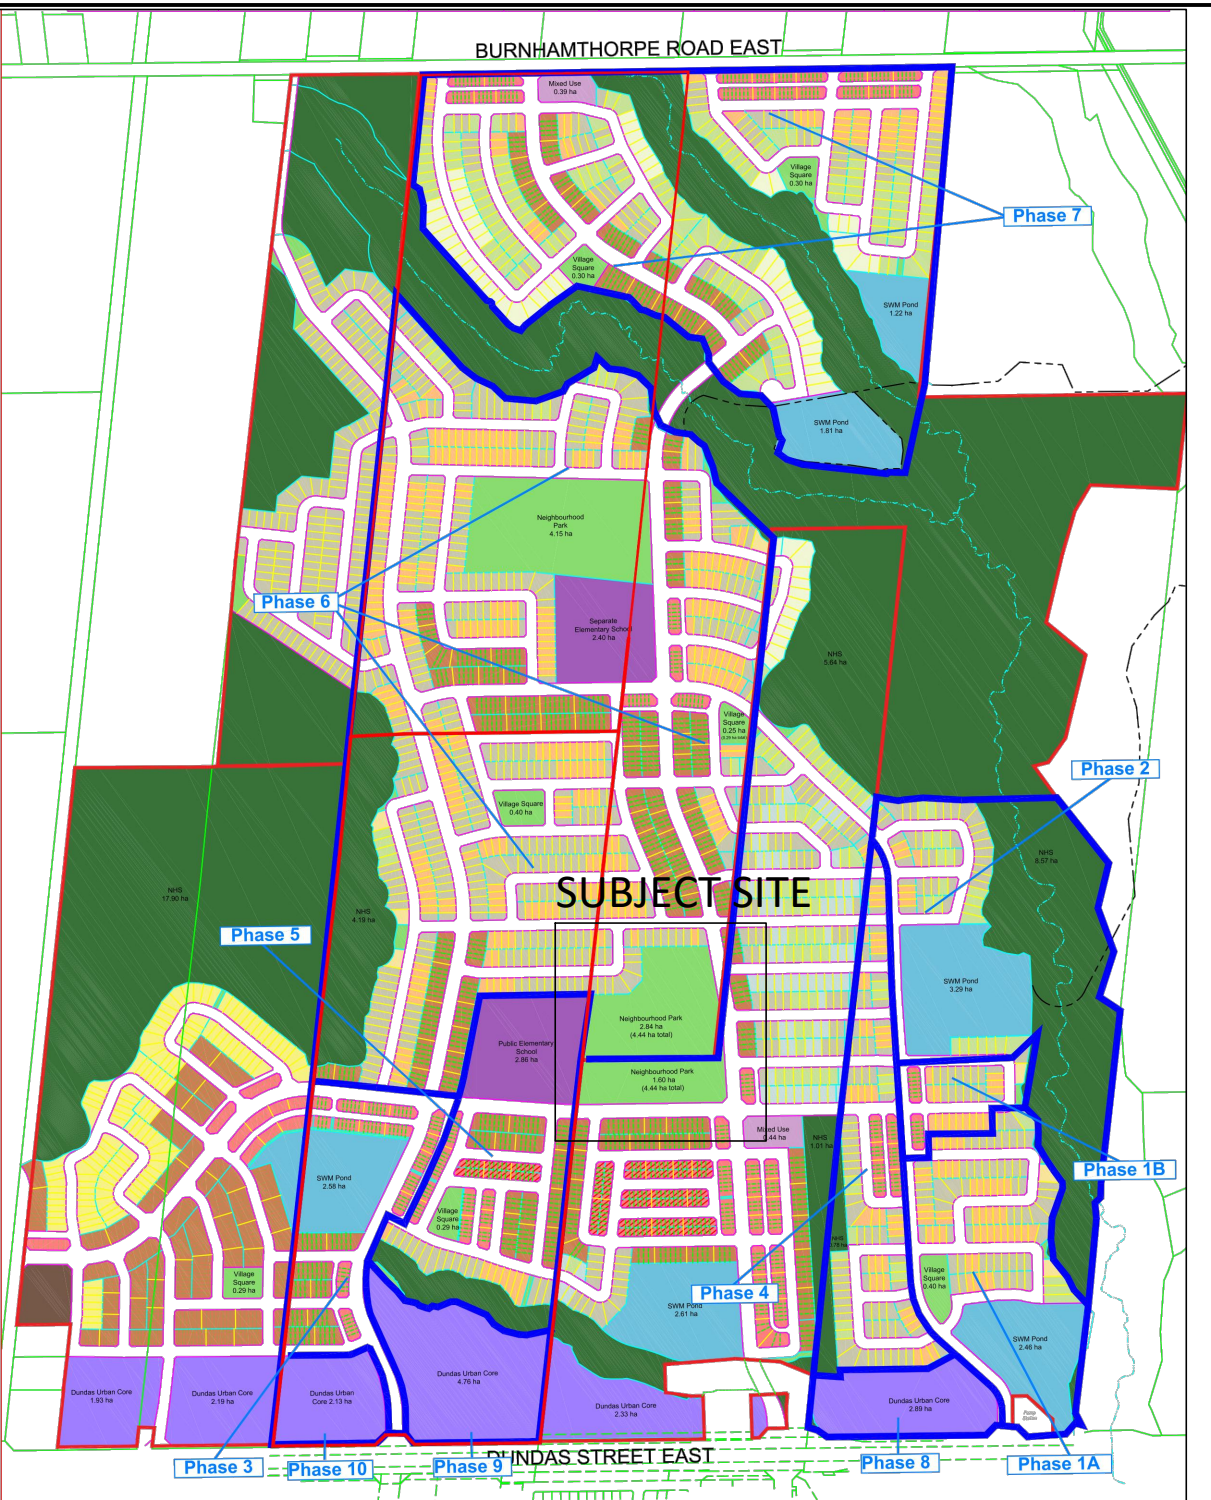 BURNHAMTHORPE ROAD EAST
Mixed Use
0.39 ha
Village
Square
0.30 ha
Phase 7
Village
Square
0.30 ha
SWM Pond
1.22 ha
SWM Pond
1.81 ha
Neighbourhood
Park
4.15 ha
Phase 6
Separate
Elementary School
2.40 ha
NHS
5.84 ha
Village
Square
0.25 ha
Phase 2
Village Square
0.40 ha
NHS
8.57 ha
NHS
17.90 ha
SUBJECT SITE
NHS
4.19 ha
Phase 5
SWM Pond
3.29 ha
Neighbourhood Park
2.84 ha
(4.44 ha total)
Public Elementary
School
2.86 ha
Neighbourhood Park
1.60 ha
(4.44 ha total)
Mixed Use
0.44 ha
NHS
1.01 ha
Phase 1B
SWM Pond
2.58 ha
Village
Square
0.29 ha
NHS
Village
Square
0.29 ha
Village
Square
0.40 ha
Phase 4
SWM Pond
2.61 ha
SWM Pond
2.46 ha
Dundas Urban Core
1.93 ha
Dundas Urban Core
2.19 ha
Dundas Urban
Core 2.13 ha
Dundas Urban Core
4.76 ha
Dundas Urban Core
2.33 ha
Dundas Urban Core
2.89 ha
Pump
Station
DUNDAS STREET EAST
Phase 3
Phase 10
Phase 9
Phase 8
Phase 1A